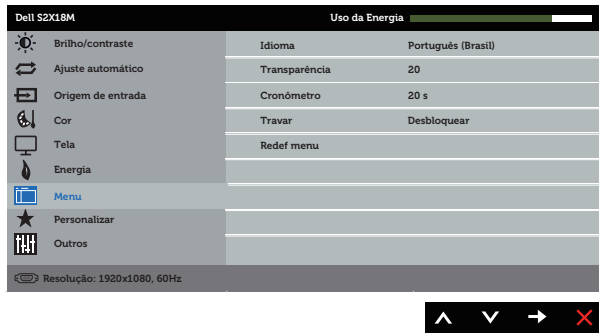 Dell S2X18M Uso da Energia
Brilho/contraste Idioma Português (Brasil)
Ajuste automático Transparência 20
Origem de entrada Cronômetro 20 s
Cor Travar Desbloquear
Tela Redef menu
Energia
Menu
Personalizar
Outros
Resolução: 1920x1080, 60Hz